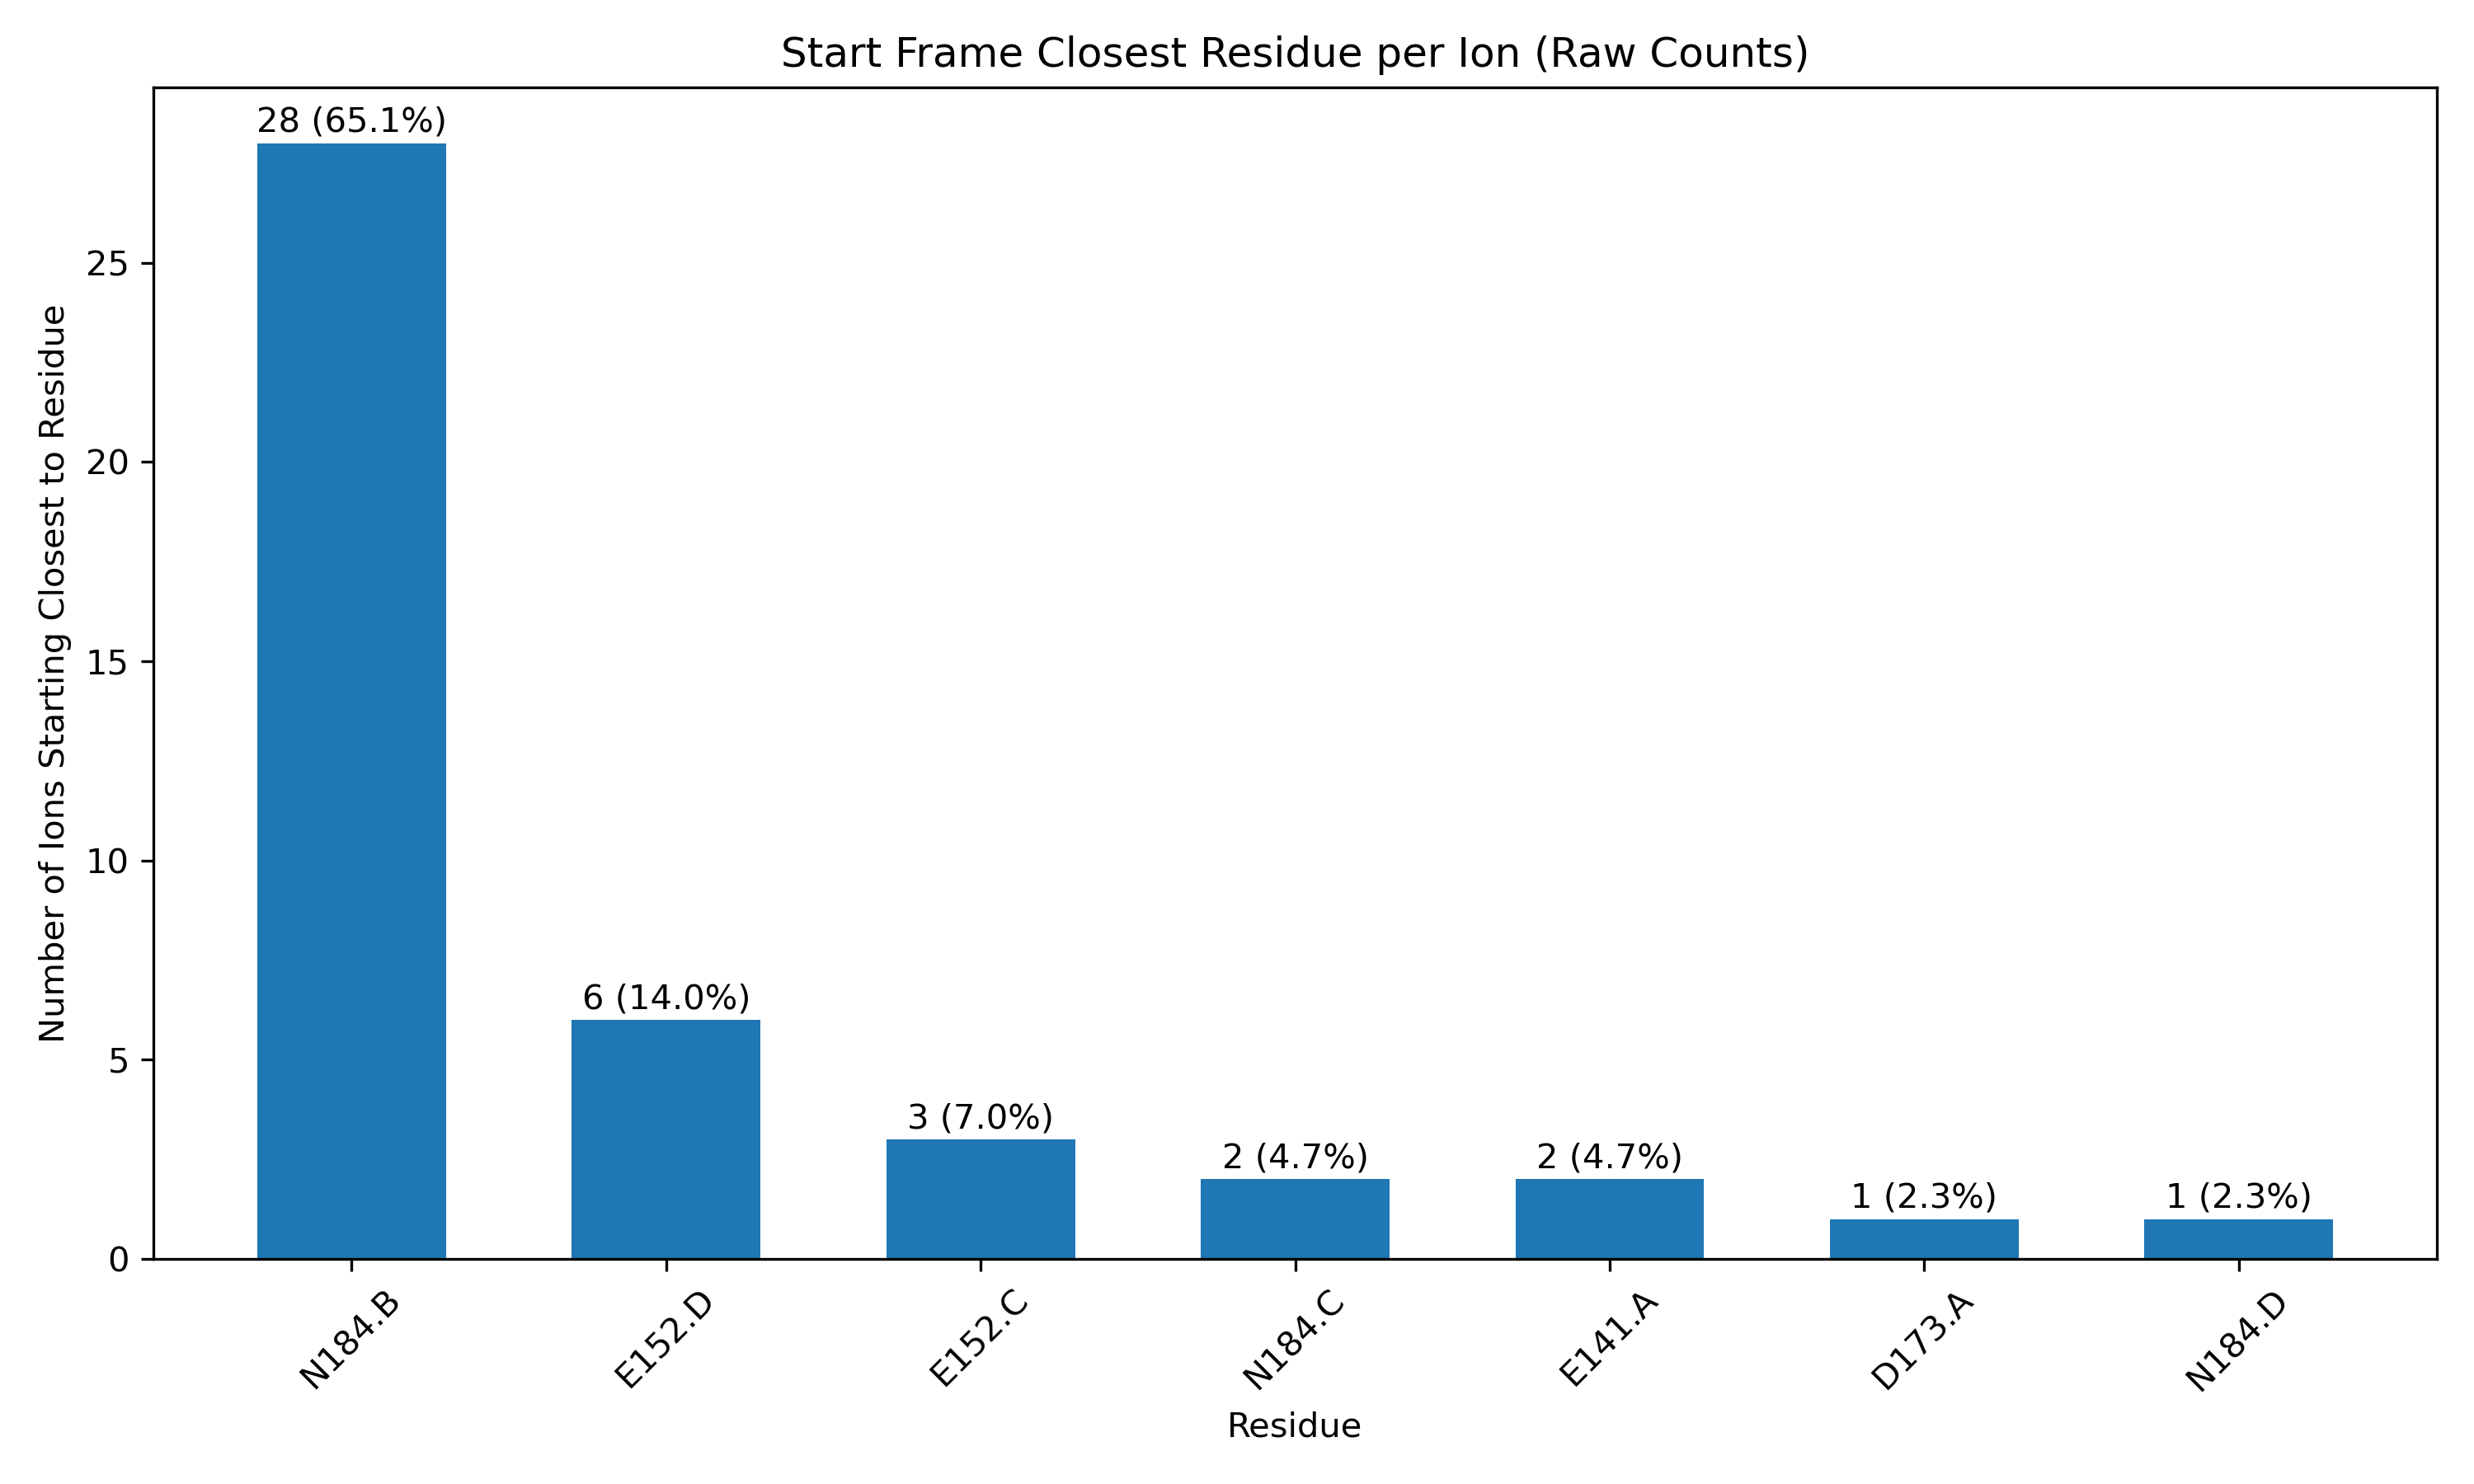 Start Frame Closest Residue per Ion (Raw Counts)
Number of Ions Starting Closest to Residue
25
20
15
10
5
0
28 (65.1%)
6 (14.0%)
3 (7.0%)
2 (4.7%)
2 (4.7%)
1 (2.3%)
1 (2.3%)
N184.B
E152.D
E152.C
N184.C
E141.A
D173.A
N184.D
Residue